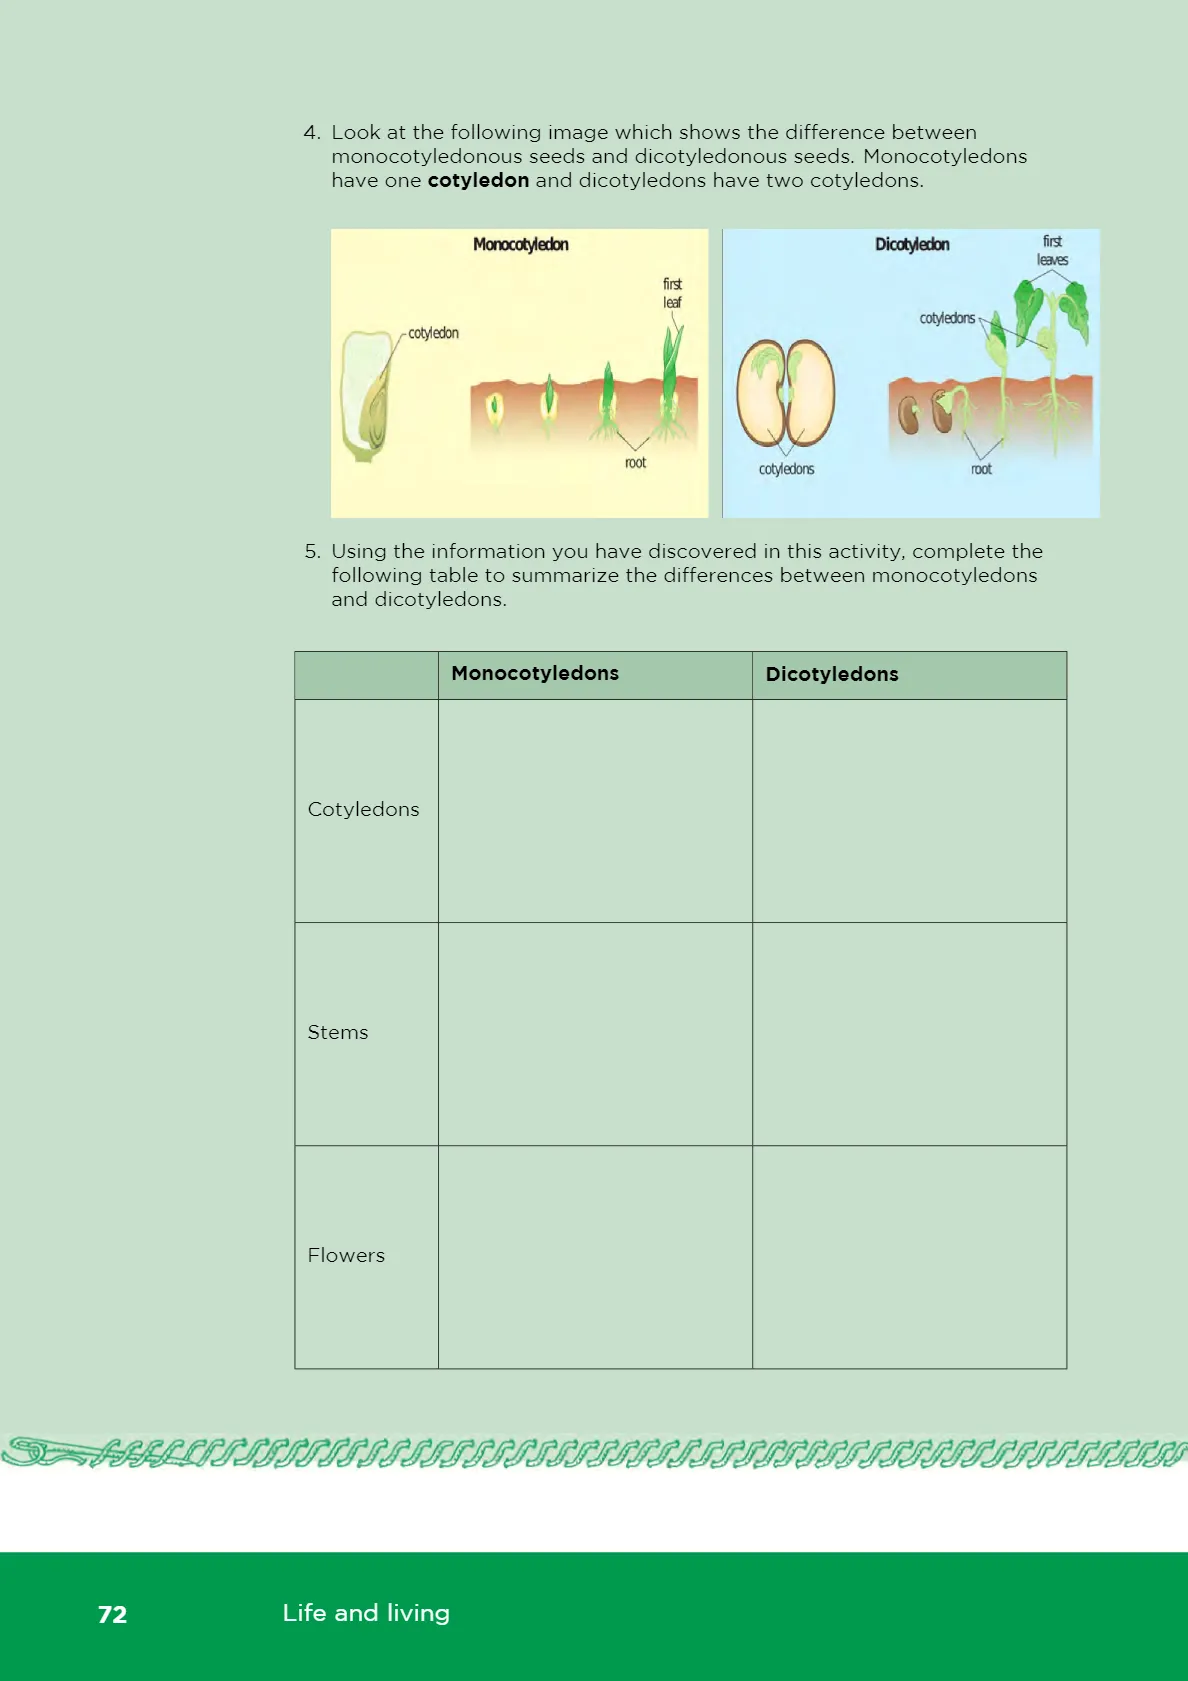 4. Look at the following image which shows the difference between
monocotyledonous seeds and dicotyledonous seeds. Monocotyledons
have one cotyledon and dicotyledons have two cotyledons.
Monocotyledon
first
leaf
cotyledon
root
Dicotyledon
first
leaves
cotyledons
cotyledons
root
5. Using the information you have discovered in this activity, complete the
following table to summarize the differences between monocotyledons
and dicotyledons.
Monocotyledons Dicotyledons
Cotyledons
Stems
Flowers
72 Life and living